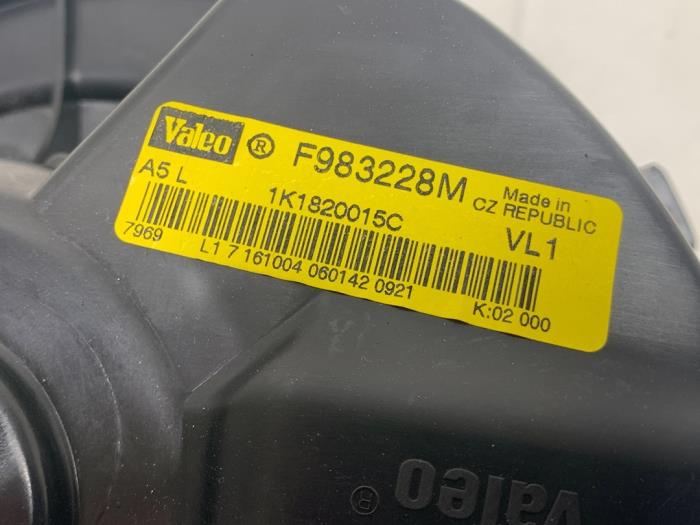 Valeo ® F983228M Made in
CZ REPUBLIC
A5 L 1K1820015C VL1
7969 L1 7 161004 060142 0921 K:02 000
® valeo